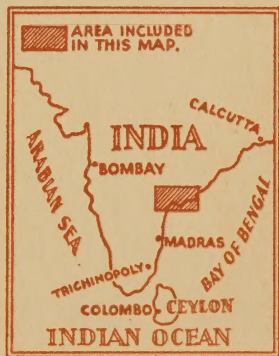 AREA INCLUDED
IN THIS MAP.
CALCUTTA
INDIA
ARABIAN SEA
BOMBAY
BAY OF BENGAL
MADRAS
TRICHINOPOLY
COLOMBO
CEYLON
INDIAN OCEAN